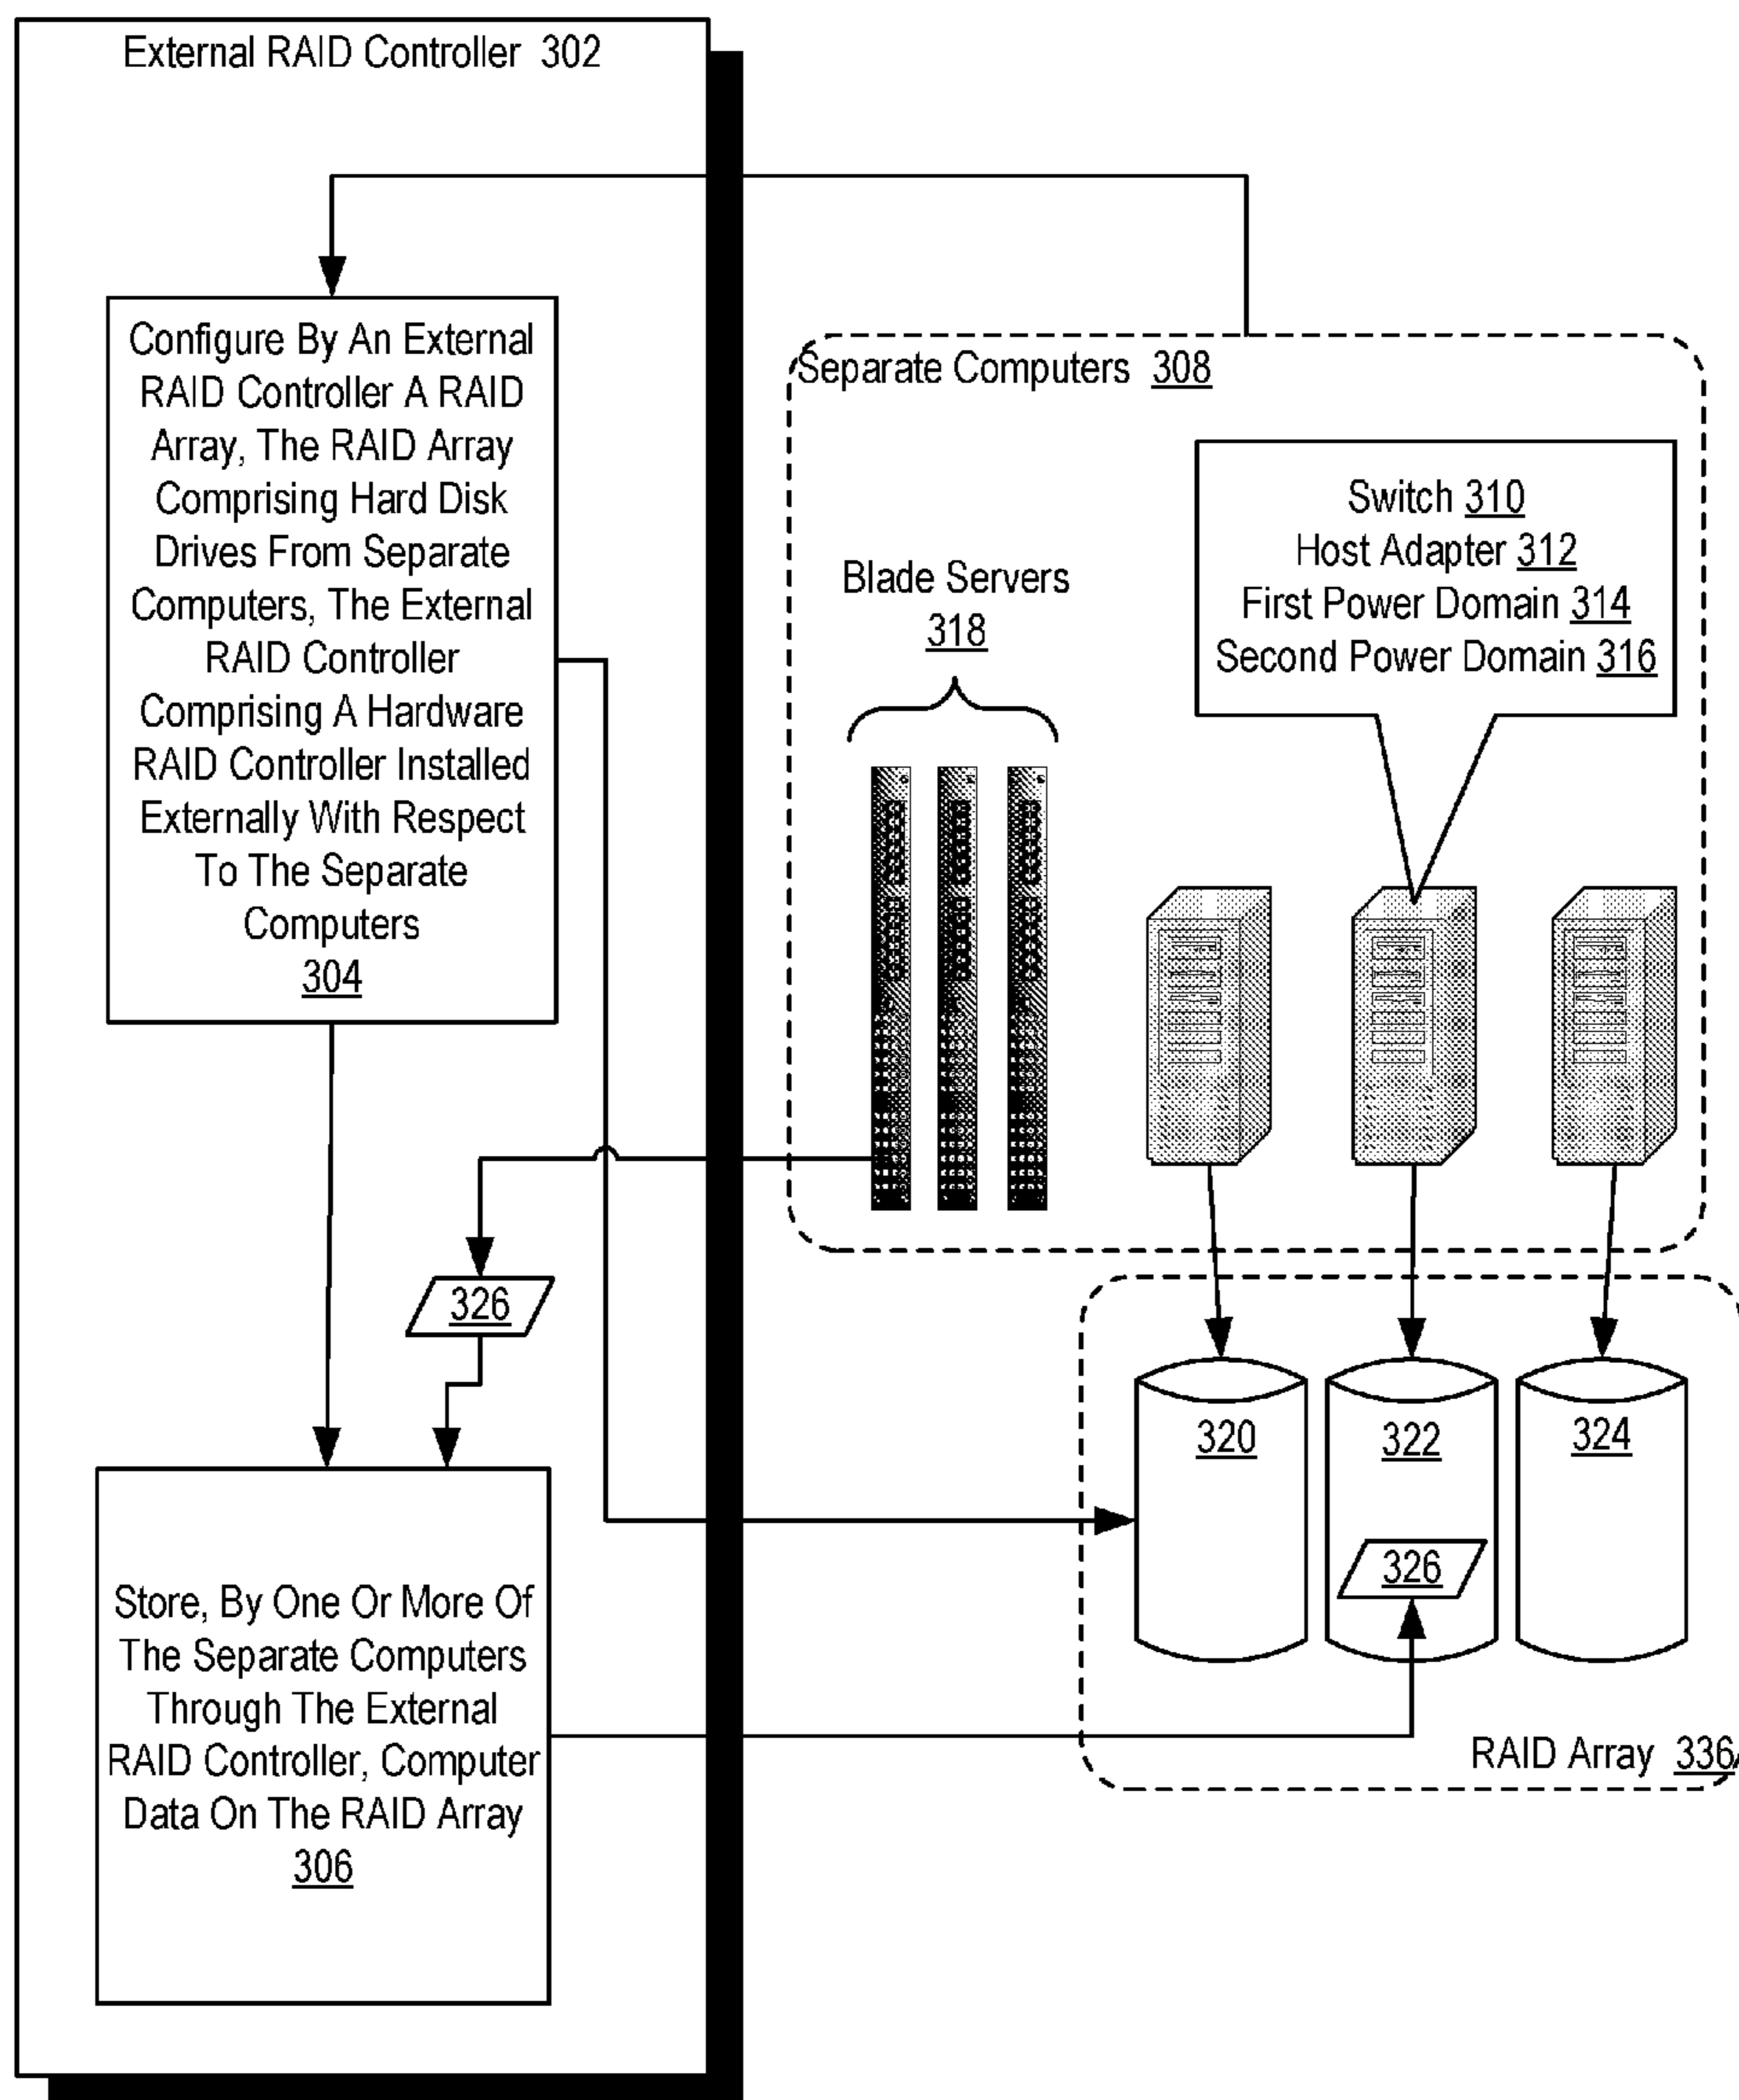 External RAID Controller 302
Configure By An External
RAID Controller A RAID
Array, The RAID Array
Comprising Hard Disk
Drives From Separate
Computers, The External
RAID Controller
Comprising A Hardware
RAID Controller Installed
Externally With Respect
To The Separate
Computers
304
Separate Computers 308
Switch 310
Host Adapter 312
First Power Domain 314
Second Power Domain 316
Blade Servers
318
326
320
322
324
326
Store, By One Or More Of
The Separate Computers
Through The External
RAID Controller, Computer
Data On The RAID Array
306
RAID Array 336